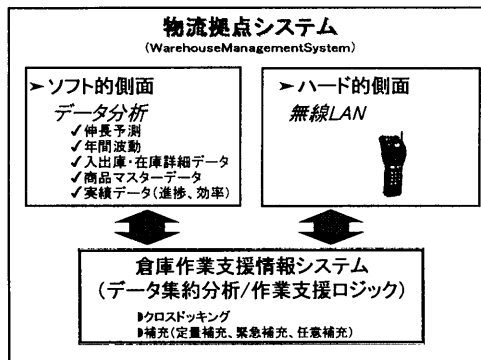 物流拠点システム
(WarehouseManagementSystem)
➢ソフト的側面
データ分析
✓伸長予測
✓年間波動
✓入出庫・在庫詳細データ
✓商品マスターデータ
✓実績データ(進捗、効率)
➢ハード的側面
無線LAN
倉庫作業支援情報システム
(データ集約分析/作業支援ロジック)
クロスドッキング
補充(定量補充、緊急補充、任意補充)